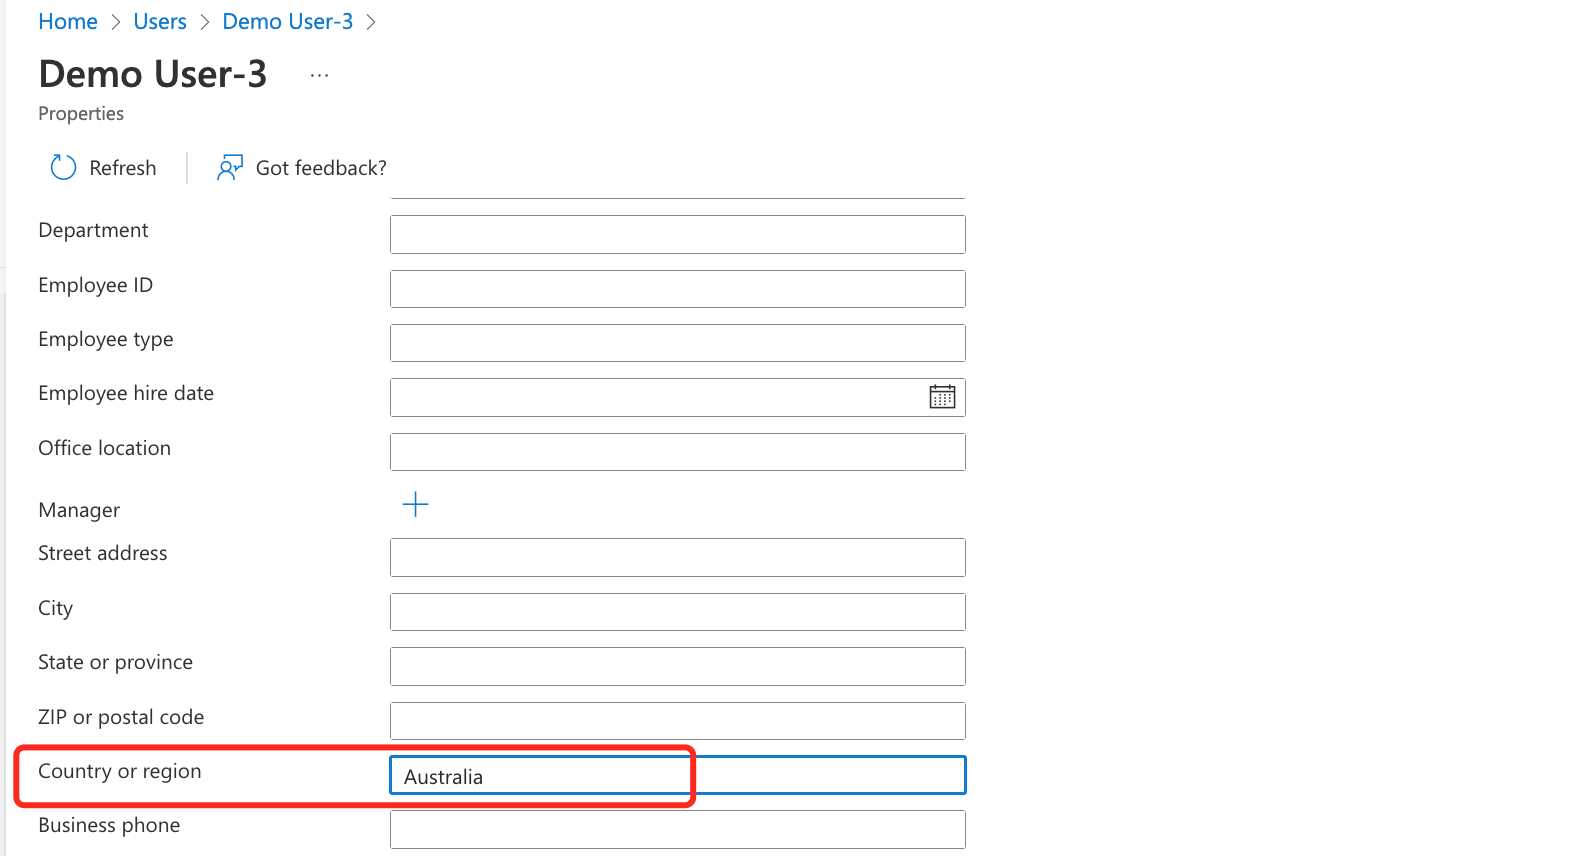 Home > Users > Demo User-3 >
Demo User-3 ...
Properties
Refresh Got feedback?
Department
Employee ID
Employee type
Employee hire date
Office location
Manager
Street address
City
State or province
ZIP or postal code
Country or region Australia
Business phone